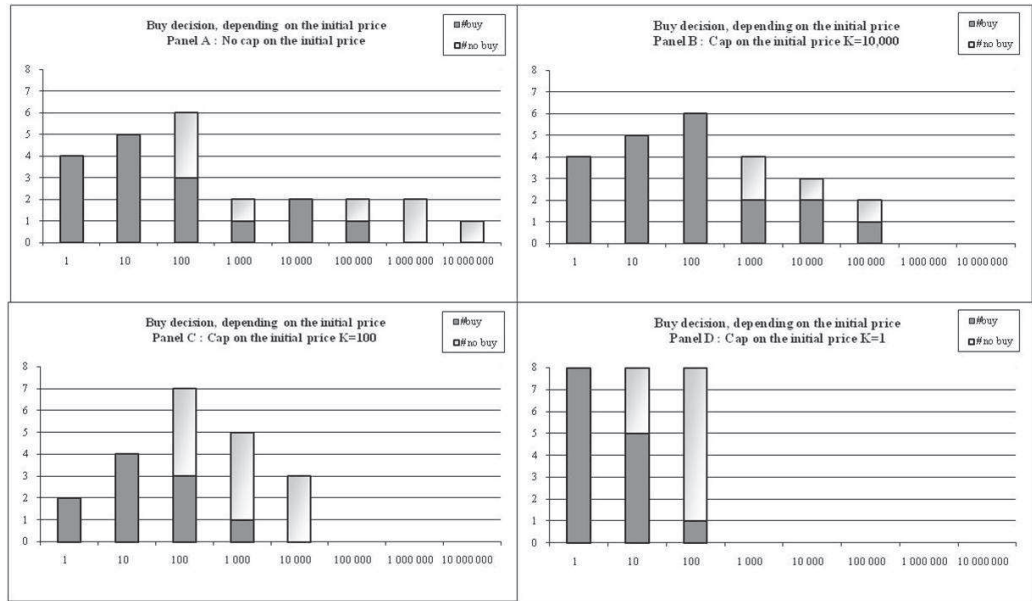 Buy decision, depending on the initial price
Panel A : No cap on the initial price
#buy
#no buy
8
7
6
5
4
3
2
1
0
1 10 100 1 000 10 000 100 000 1 000 000 10 000 000
Buy decision, depending on the initial price
Panel B : Cap on the initial price K=10,000
#buy
#no buy
8
7
6
5
4
3
2
1
0
1 10 100 1 000 10 000 100 000 1 000 000 10 000 000
Buy decision, depending on the initial price
Panel C : Cap on the initial price K=100
#buy
#no buy
8
7
6
5
4
3
2
1
0
1 10 100 1 000 10 000 100 000 1 000 000 10 000 000
Buy decision, depending on the initial price
Panel D : Cap on the initial price K=1
#buy
#no buy
8
7
6
5
4
3
2
1
0
1 10 100 1 000 10 000 100 000 1 000 000 10 000 000